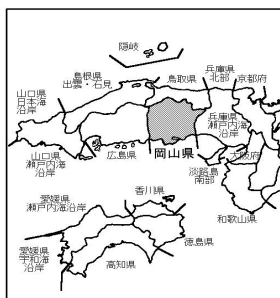 隠岐
兵庫県
北部
京都府
鳥取県
島根県
出雲・石見
山口県
日本海
沿岸
兵庫県
瀬戸内海
沿岸
山口県
瀬戸内海
沿岸
広島県
岡山県
大阪府
淡路島
南部
香川県
和歌山県
愛媛県
瀬戸内海沿岸
徳島県
愛媛県
宇和海
沿岸
高知県